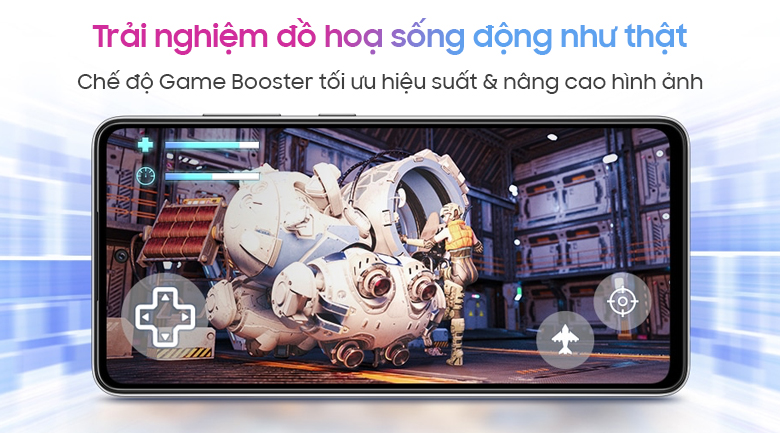 Trải nghiệm đồ hoạ sống động như thật
Chế độ Game Booster tối ưu hiệu suất & nâng cao hình ảnh